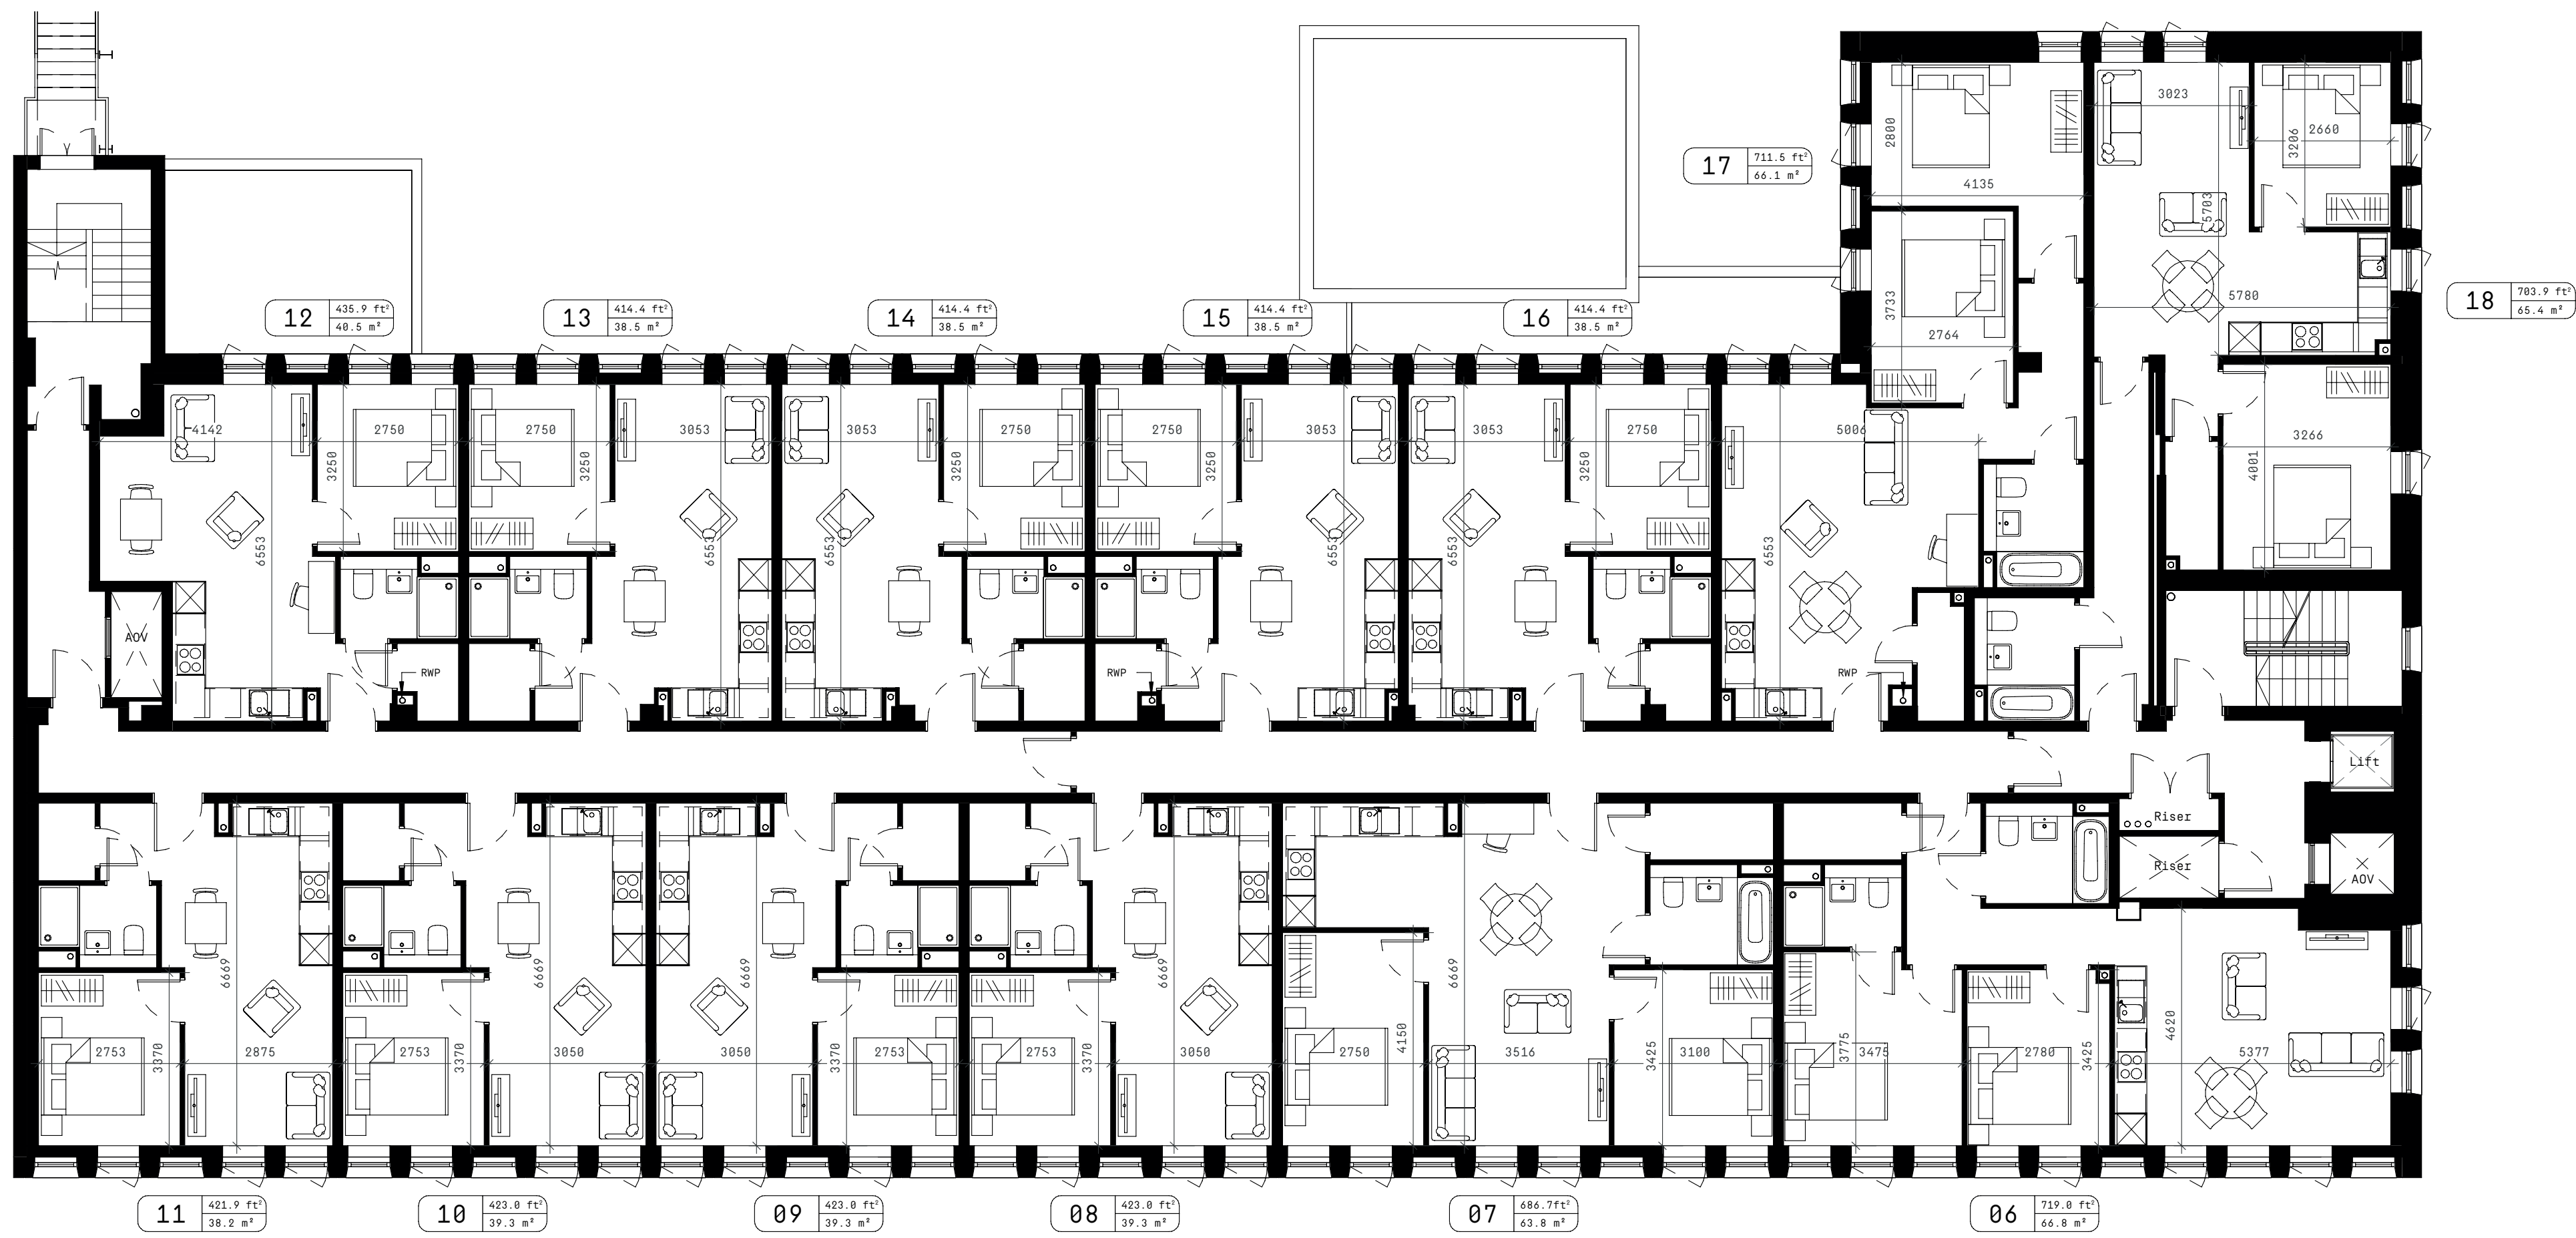 3023
2660
3206
2800
17
711.5 ft²
66.1 m²
4135
5703
3733
5780
18
703.9 ft²
65.4 m²
12
435.9 ft²
40.5 m²
13
414.4 ft²
38.5 m²
14
414.4 ft²
38.5 m²
15
414.4 ft²
38.5 m²
16
414.4 ft²
38.5 m²
2764
4142
2750
2750
3053
3053
2750
2750
3053
3053
2750
5006
3266
3250
3250
3250
3250
3250
4001
6553
6553
6553
6553
6553
6553
AOV
RWP
RWP
RWP
Lift
Riser
Riser
AOV
6669
6669
6669
6669
6669
2753
3370
2875
2753
3370
3050
3050
3370
2753
2753
3370
3050
2750
4150
3516
3425
3100
3775
3475
2780
3425
4620
5377
11
421.9 ft²
38.2 m²
10
423.0 ft²
39.3 m²
09
423.0 ft²
39.3 m²
08
423.0 ft²
39.3 m²
07
686.7ft²
63.8 m²
06
719.0 ft²
66.8 m²